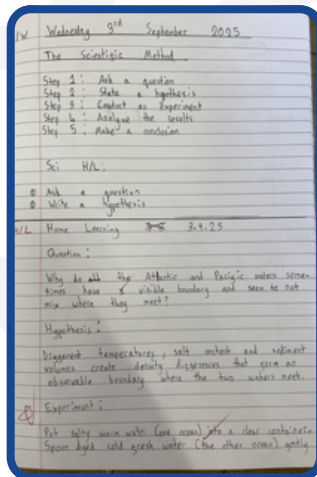 C/W Wednesday 3rd September 2025
The Scientific Method
Step 1: Ask a question
Step 2: State a hypothesis
Step 3: Conduct an Experiment
Step 4: Analyse the results
Step 5: Make a conclusion
Sci H/L:
① Ask a question
② Write a hypothesis
H/L Home Learning 3.9.25
Question:
Why do the Atlantic and Pacific waters some-
times have a visible boundary and seem to not
mix where they meet?
Hypothesis:
Different temperatures, salt content and sediment
volumes create density differences that form an
observable boundary where the two waters meet.
Experiment:
Put salty warm water (one ocean) into a clear container.
Spoon dyed cold fresh water (the other ocean) gently